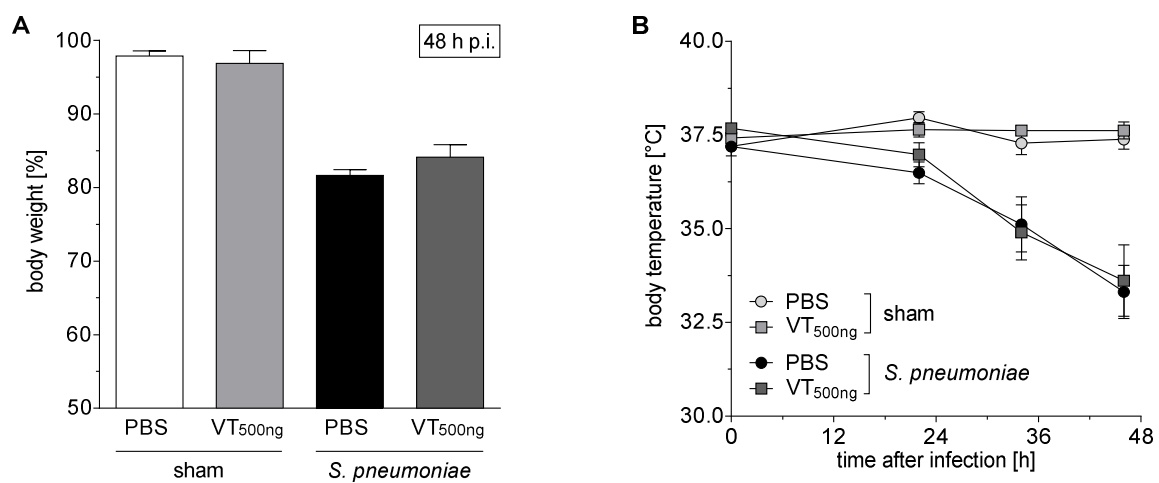 A
48 h p.i.
body weight [%]
100
90
80
70
60
50
PBS
VT500ng
PBS
VT500ng
sham
S. pneumoniae
B
body temperature [°C]
40.0
37.5
35.0
32.5
30.0
PBS
VT500ng
sham
PBS
VT500ng
S. pneumoniae
0
12
24
36
48
time after infection [h]